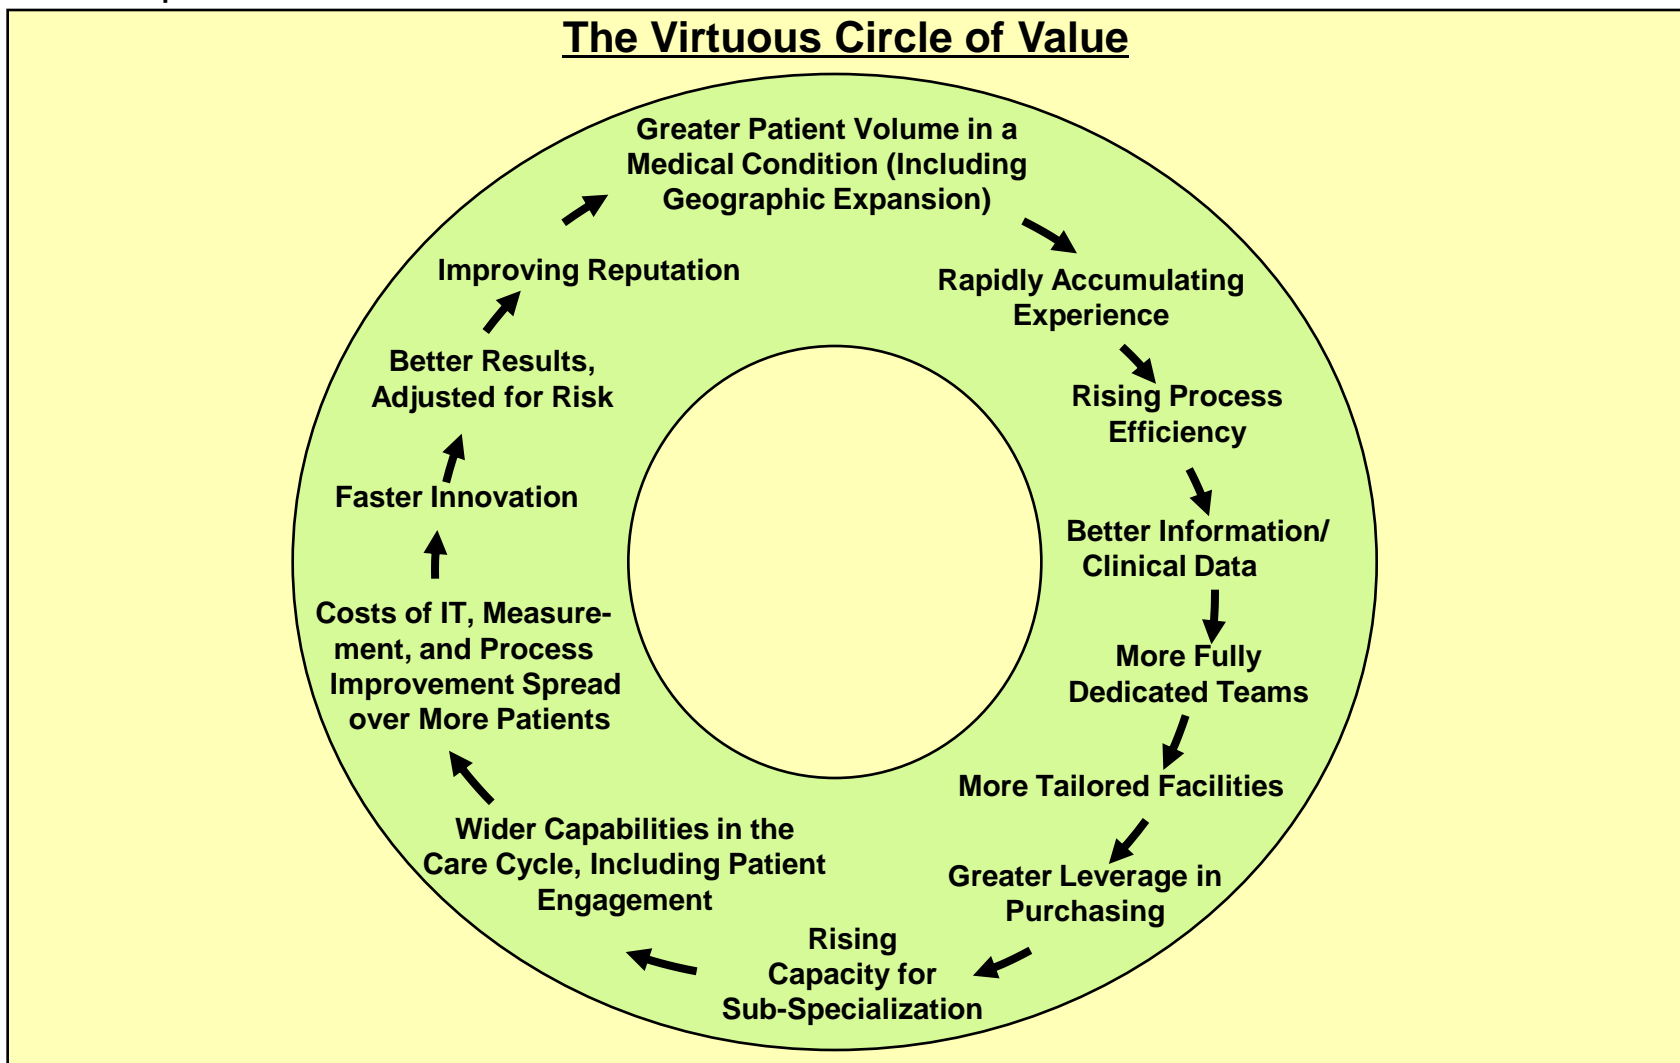 The Virtuous Circle of Value
Greater Patient Volume in a
Medical Condition (Including
Geographic Expansion)
Rapidly Accumulating
Experience
Rising Process
Efficiency
Better Information/
Clinical Data
More Fully
Dedicated Teams
More Tailored Facilities
Greater Leverage in
Purchasing
Rising
Capacity for
Sub-Specialization
Wider Capabilities in the
Care Cycle, Including Patient
Engagement
Costs of IT, Measure-
ment, and Process
Improvement Spread
over More Patients
Faster Innovation
Better Results,
Adjusted for Risk
Improving Reputation